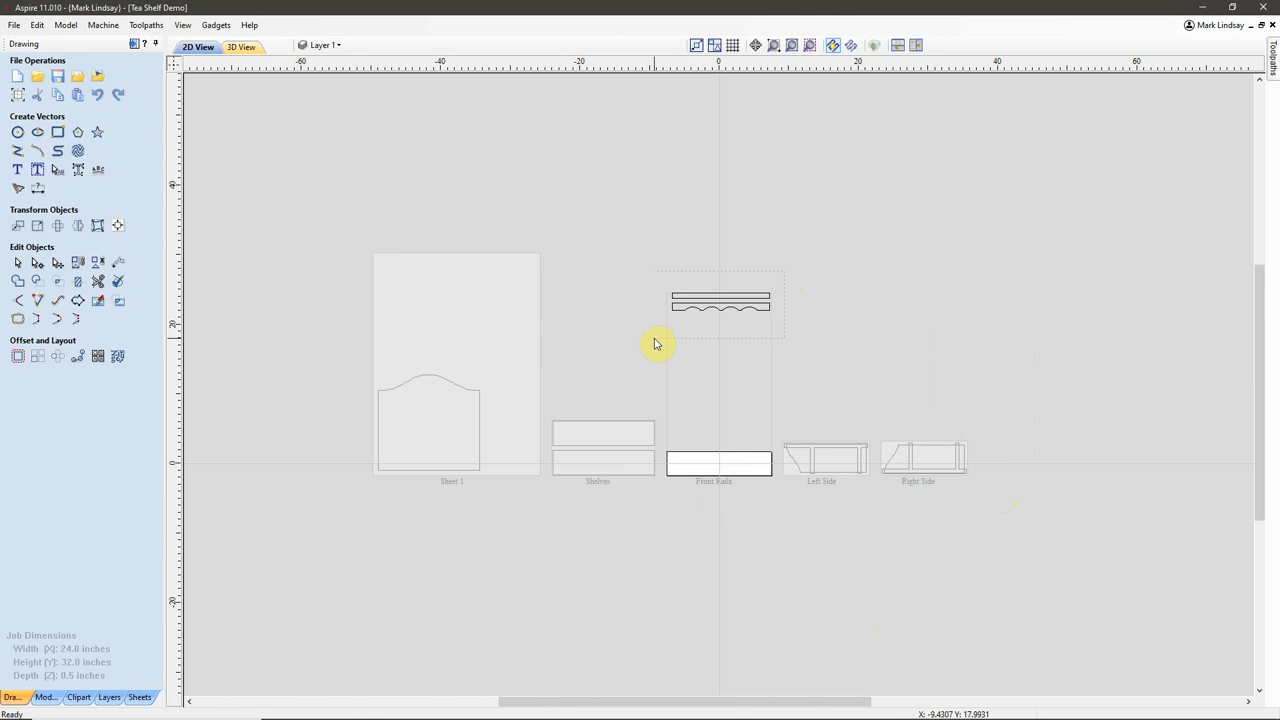 Aspire 11.010 - (Mark Lindsay) - [Tea Shelf Demo]
File Edit Model Machine Toolpaths View Gadgets Help
Mark Lindsay
Drawing
2D View
3D View
Layer 1
File Operations
Create Vectors
Transform Objects
Edit Objects
Offset and Layout
-60 -40 -20 0 20 40 60
40
20
0
-20
Sheet 1
Shelves
Front Rails
Left Side
Right Side
Toolpaths
Job Dimensions
Width (X): 24.0 inches
Height (Y): 32.0 inches
Depth (Z): 0.5 inches
Dra... Mod... Clipart Layers Sheets
Ready
X: -9.4307 Y: 17.9931